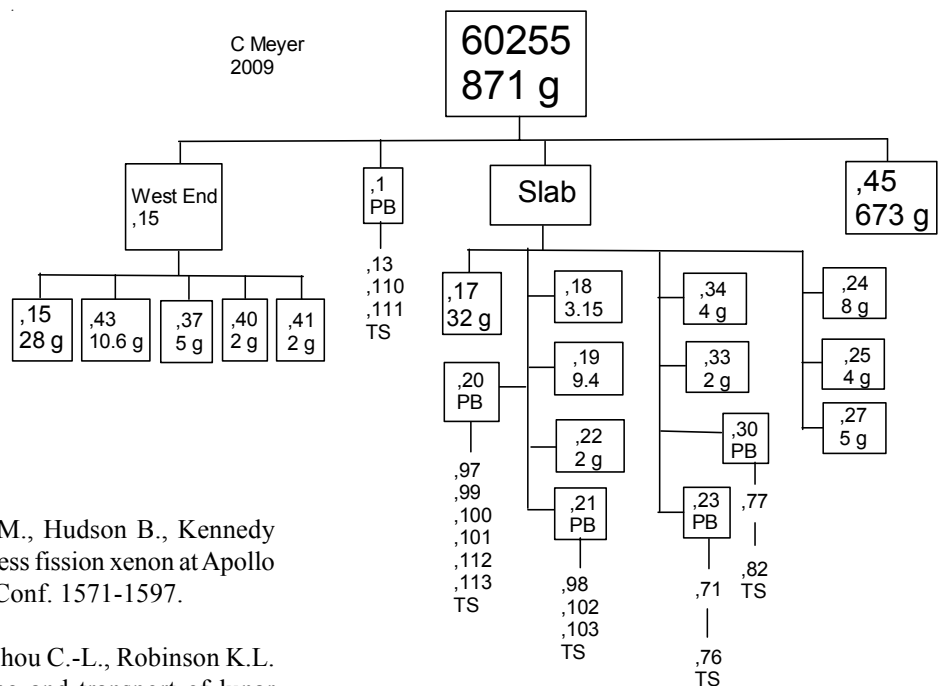 C Meyer
2009
60255
871 g
West End
,15
,1
PB
Slab
,45
673 g
,13
,110
,111
TS
,15
28 g
,43
10.6 g
,37
5 g
,40
2 g
,41
2 g
,17
32 g
,18
3.15
,34
4 g
,24
8 g
,20
PB
,19
9.4
,33
2 g
,25
4 g
,22
2 g
,30
PB
,27
5 g
,97
,99
,100
,101
,112
,113
TS
,21
PB
,98
,102
,103
TS
,23
PB
,71
,76
TS
,77
,82
TS
M., Hudson B., Kennedy
ess fission xenon at Apollo
Conf. 1571-1597.
hou C.-L., Robinson K.L.
and transport of lunar